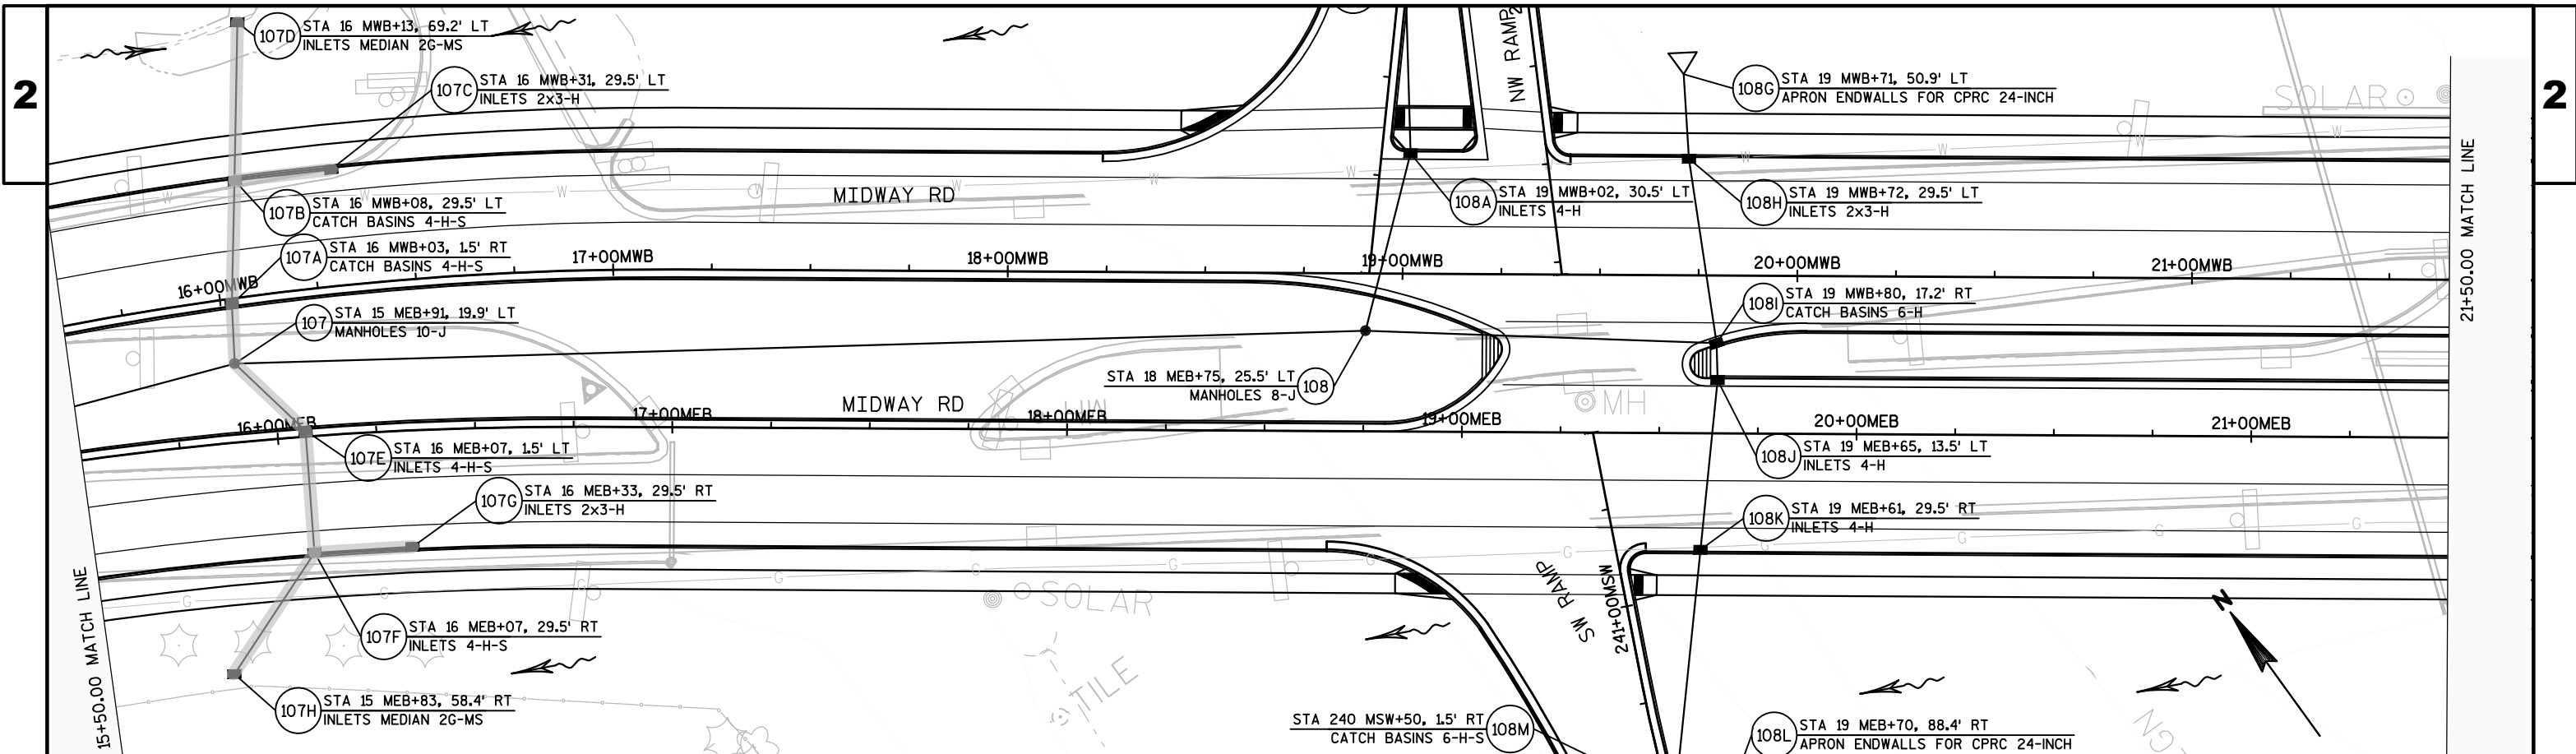 2
2
107D
STA 16 MWB+13, 69.2' LT
INLETS MEDIAN 2G-MS
107C
STA 16 MWB+31, 29.5' LT
INLETS 2x3-H
107B
STA 16 MWB+08, 29.5' LT
CATCH BASINS 4-H-S
107A
STA 16 MWB+03, 1.5' RT
CATCH BASINS 4-H-S
107
STA 15 MEB+91, 19.9' LT
MANHOLES 10-J
107E
STA 16 MEB+07, 1.5' LT
INLETS 4-H-S
107G
STA 16 MEB+33, 29.5' RT
INLETS 2x3-H
107F
STA 16 MEB+07, 29.5' RT
INLETS 4-H-S
107H
STA 15 MEB+83, 58.4' RT
INLETS MEDIAN 2G-MS
MIDWAY RD
MIDWAY RD
16+00MWB
17+00MWB
18+00MWB
19+00MWB
20+00MWB
21+00MWB
16+00MEB
17+00MEB
18+00MEB
19+00MEB
20+00MEB
21+00MEB
NW RAMP
SW RAMP
241+00MSW
STA 18 MEB+75, 25.5' LT
MANHOLES 8-J
108
108A
STA 19 MWB+02, 30.5' LT
INLETS 4-H
108G
STA 19 MWB+71, 50.9' LT
APRON ENDWALLS FOR CPRC 24-INCH
108H
STA 19 MWB+72, 29.5' LT
INLETS 2x3-H
108I
STA 19 MWB+80, 17.2' RT
CATCH BASINS 6-H
108J
STA 19 MEB+65, 13.5' LT
INLETS 4-H
108K
STA 19 MEB+61, 29.5' RT
INLETS 4-H
108L
STA 19 MEB+70, 88.4' RT
APRON ENDWALLS FOR CPRC 24-INCH
STA 240 MSW+50, 1.5' RT
CATCH BASINS 6-H-S
108M
15+50.00 MATCH LINE
21+50.00 MATCH LINE
SOLAR
SOLAR
MH
TILE
N
W
W
W
W
W
W
W
W
W
G
G
G
G
G
G
G
G
G
G